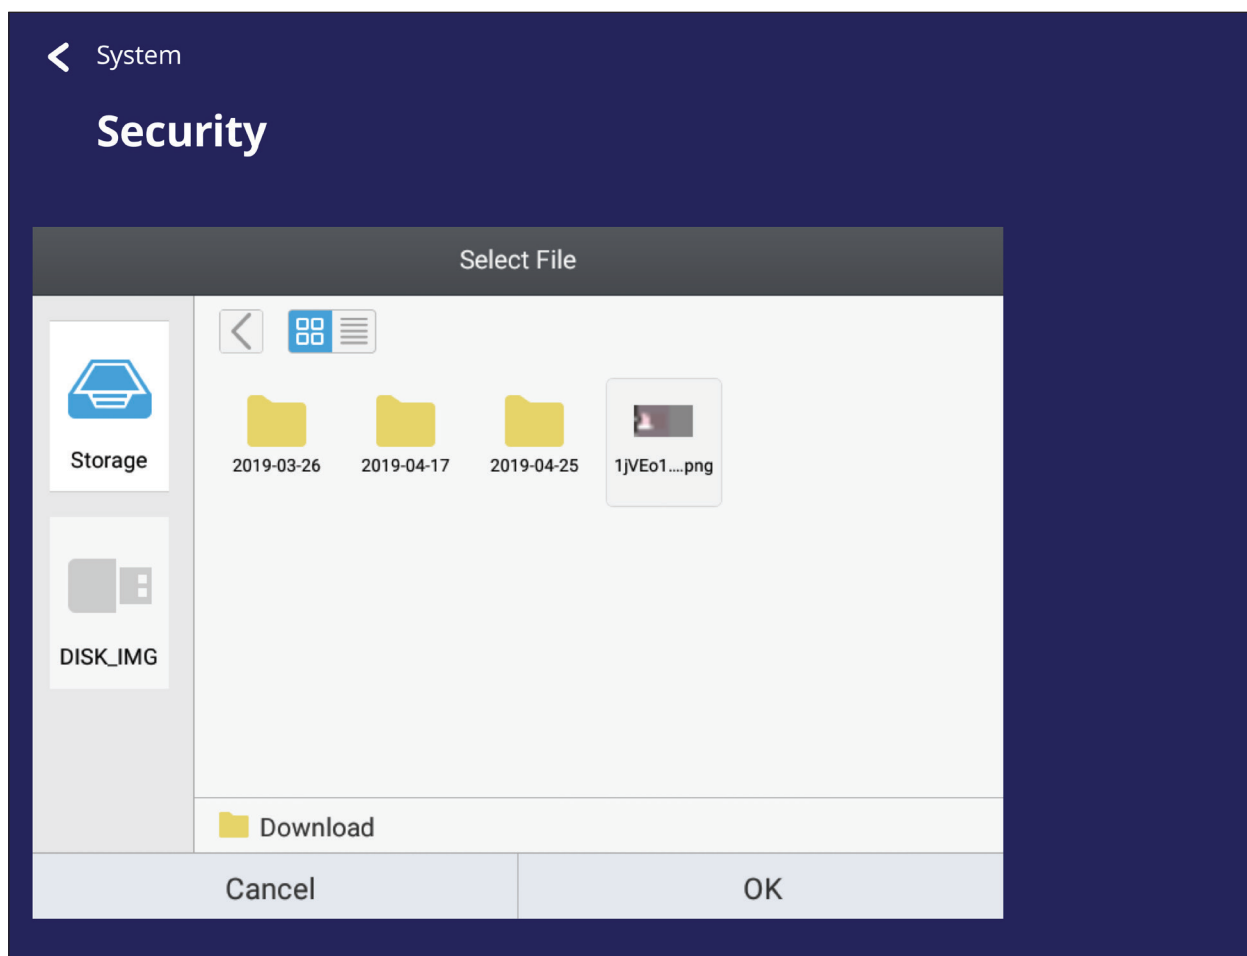 System
Security
Select File
Storage
2019-03-26
2019-04-17
2019-04-25
1jVEo1....png
DISK_IMG
Download
Cancel
OK